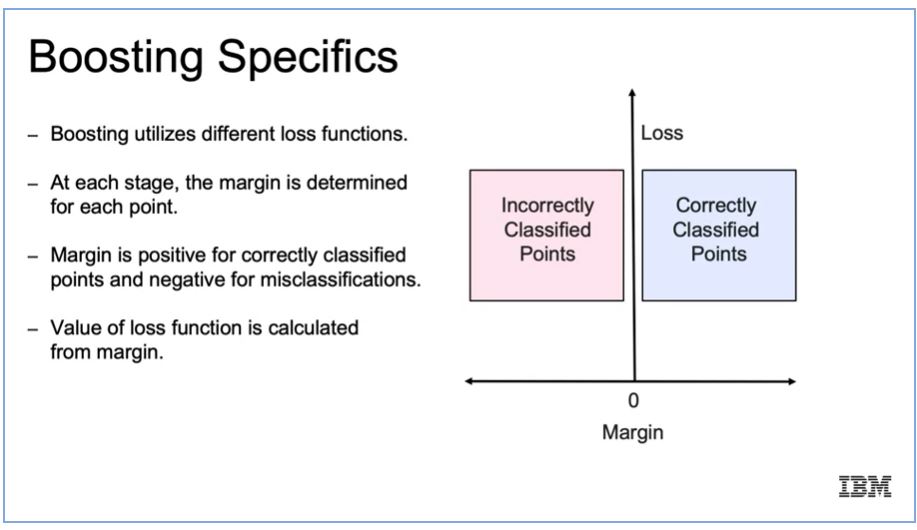 Boosting Specifics
– Boosting utilizes different loss functions.
– At each stage, the margin is determined
for each point.
– Margin is positive for correctly classified
points and negative for misclassifications.
– Value of loss function is calculated
from margin.
Loss
Incorrectly
Classified
Points
Correctly
Classified
Points
0
Margin
IBM